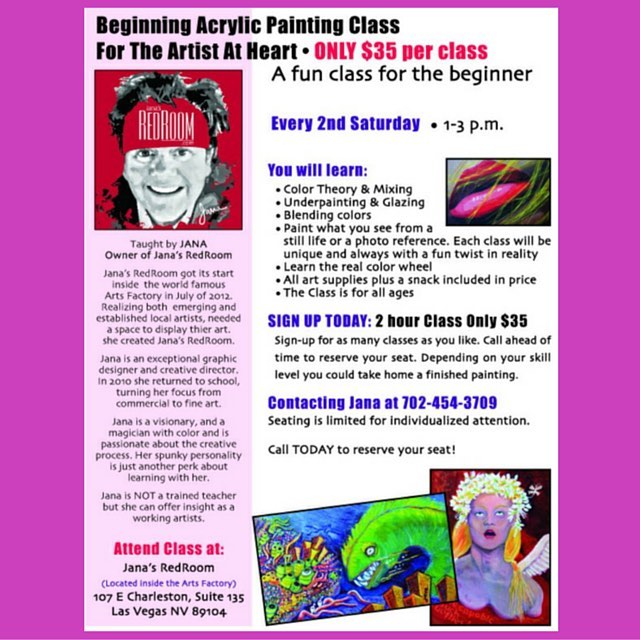 Beginning Acrylic Painting Class
For The Artist At Heart • ONLY $35 per class
A fun class for the beginner
Every 2nd Saturday • 1-3 p.m.
JANA'S
REDROOM
.COM
Jana
Taught by JANA
Owner of Jana's RedRoom
Jana's RedRoom got its start
inside the world famous
Arts Factory in July of 2012.
Realizing both emerging and
established local artists, needed
a space to display thier art.
she created Jana's RedRoom.
Jana is an exceptional graphic
designer and creative director.
In 2010 she returned to school,
turning her focus from
commercial to fine art.
Jana is a visionary, and a
magician with color and is
passionate about the creative
process. Her spunky personality
is just another perk about
learning with her.
Jana is NOT a trained teacher
but she can offer insight as a
working artists.
Attend Class at:
Jana's RedRoom
(Located inside the Arts Factory)
107 E Charleston, Suite 135
Las Vegas NV 89104
You will learn:
• Color Theory & Mixing
• Underpainting & Glazing
• Blending colors
• Paint what you see from a
still life or a photo reference. Each class will be
unique and always with a fun twist in reality
• Learn the real color wheel
• All art supplies plus a snack included in price
• The Class is for all ages
SIGN UP TODAY: 2 hour Class Only $35
Sign-up for as many classes as you like. Call ahead of
time to reserve your seat. Depending on your skill
level you could take home a finished painting.
Contacting Jana at 702-454-3709
Seating is limited for individualized attention.
Call TODAY to reserve your seat!